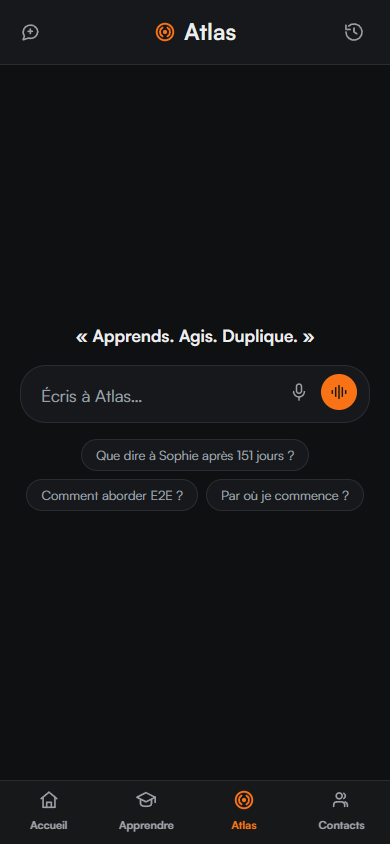 Atlas
« Apprends. Agis. Duplique. »
Écris à Atlas...
Que dire à Sophie après 151 jours ?
Comment aborder E2E ?
Par où je commence ?
Accueil
Apprendre
Atlas
Contacts